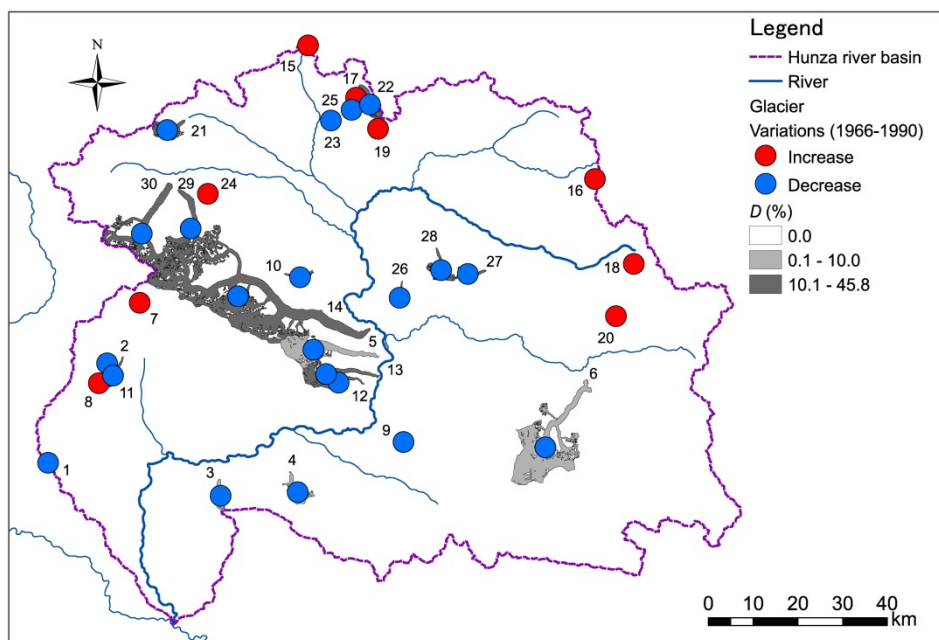 N
15
17
22
25
23
19
21
16
30
29
24
28
10
26
27
18
7
14
5
20
2
13
6
8
11
12
9
1
3
4
Legend
Hunza river basin
River
Glacier
Variations (1966-1990)
Increase
Decrease
D (%)
0.0
0.1 - 10.0
10.1 - 45.8
0 10 20 30 40
km